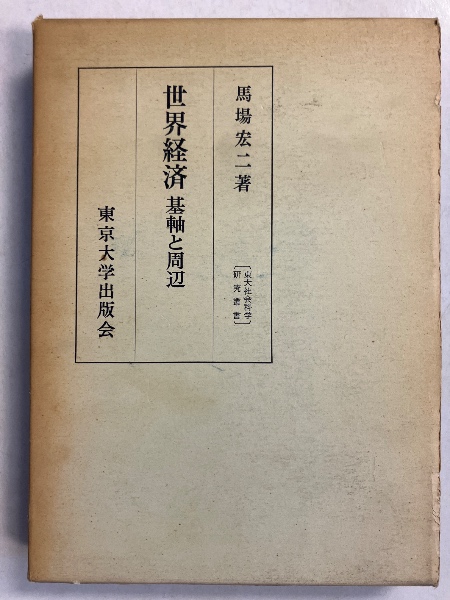 馬場宏二著
［東大社会科学
研究叢書］
世界経済 基軸と周辺
東京大学出版会